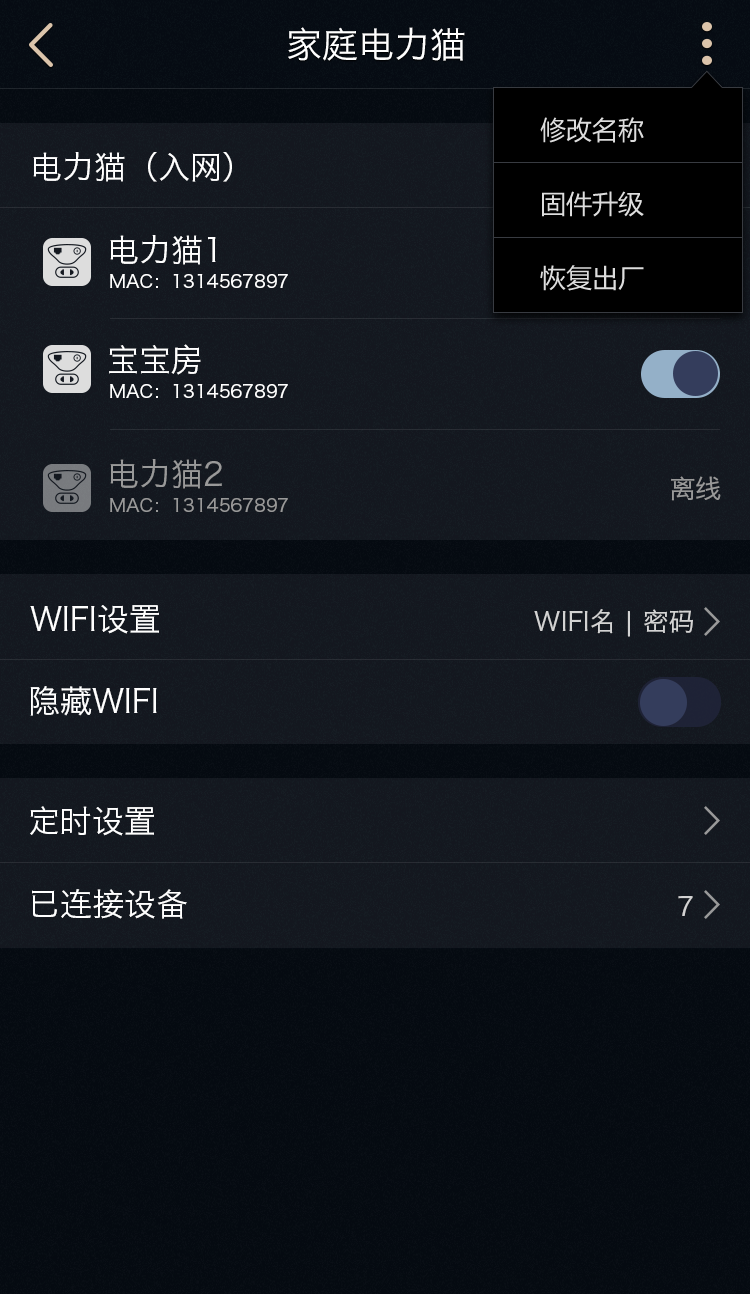 家庭电力猫
修改名称
固件升级
恢复出厂
电力猫（入网）
电力猫1
MAC: 1314567897
宝宝房
MAC: 1314567897
电力猫2
MAC: 1314567897
离线
WIFI设置
WIFI名 | 密码
隐藏WIFI
定时设置
已连接设备
7